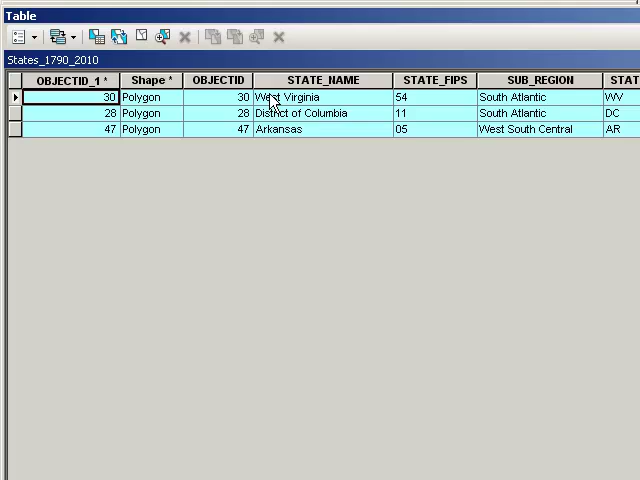 Table
States_1790_2010
OBJECTID_1 * Shape * OBJECTID STATE_NAME STATE_FIPS SUB_REGION STAT
30 Polygon 30 West Virginia 54 South Atlantic WV
28 Polygon 28 District of Columbia 11 South Atlantic DC
47 Polygon 47 Arkansas 05 West South Central AR